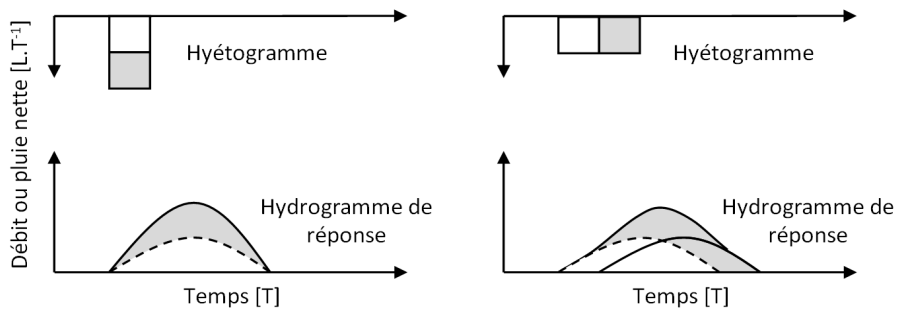 Débit ou pluie nette [L.T-1]
Hyétogramme
Hydrogramme de
réponse
Temps [T]
Hyétogramme
Hydrogramme de
réponse
Temps [T]